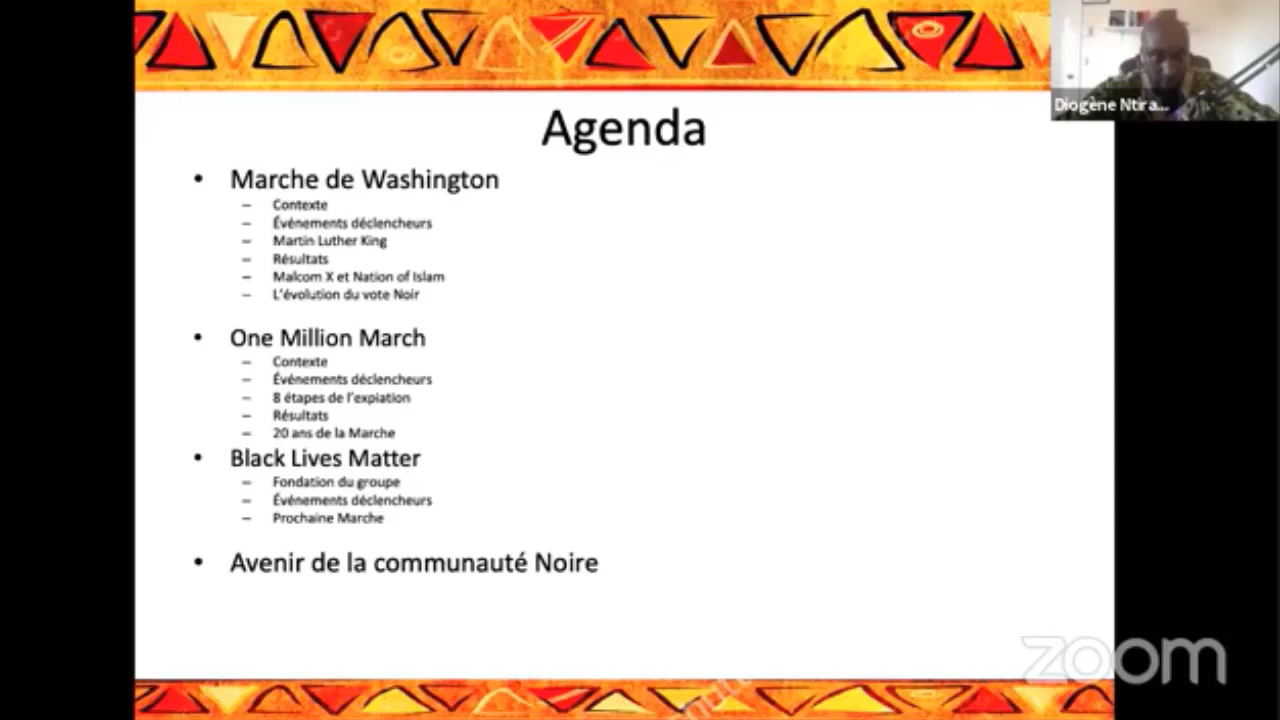 Agenda
Diogène Ntira...
• Marche de Washington
– Contexte
– Événements déclencheurs
– Martin Luther King
– Résultats
– Malcom X et Nation of Islam
– L'évolution du vote Noir
• One Million March
– Contexte
– Événements déclencheurs
– 8 étapes de l'expiation
– Résultats
– 20 ans de la Marche
• Black Lives Matter
– Fondation du groupe
– Événements déclencheurs
– Prochaine Marche
• Avenir de la communauté Noire
zoom